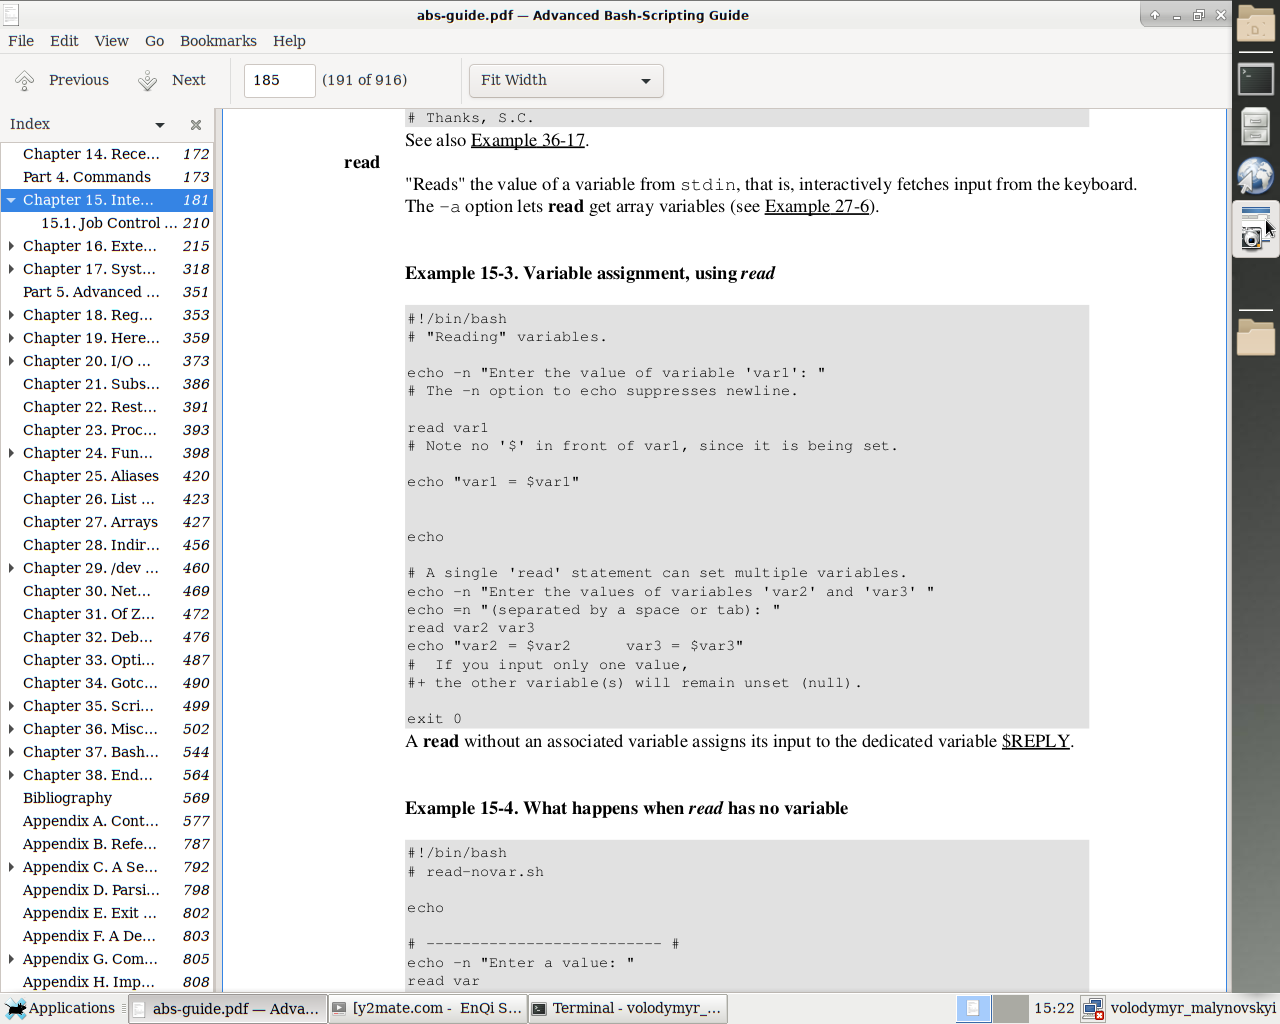 abs-guide.pdf — Advanced Bash-Scripting Guide
File Edit View Go Bookmarks Help
Previous Next 185 (191 of 916) Fit Width
Index
Chapter 14. Rece... 172
Part 4. Commands 173
Chapter 15. Inte... 181
15.1. Job Control ... 210
Chapter 16. Exte... 215
Chapter 17. Syst... 318
Part 5. Advanced ... 351
Chapter 18. Reg... 353
Chapter 19. Here... 359
Chapter 20. I/O ... 373
Chapter 21. Subs... 386
Chapter 22. Rest... 391
Chapter 23. Proc... 393
Chapter 24. Fun... 398
Chapter 25. Aliases 420
Chapter 26. List ... 423
Chapter 27. Arrays 427
Chapter 28. Indir... 456
Chapter 29. /dev ... 460
Chapter 30. Net... 469
Chapter 31. Of Z... 472
Chapter 32. Deb... 476
Chapter 33. Opti... 487
Chapter 34. Gotc... 490
Chapter 35. Scri... 499
Chapter 36. Misc... 502
Chapter 37. Bash... 544
Chapter 38. End... 564
Bibliography 569
Appendix A. Cont... 577
Appendix B. Refe... 787
Appendix C. A Se... 792
Appendix D. Parsi... 798
Appendix E. Exit ... 802
Appendix F. A De... 803
Appendix G. Com... 805
Appendix H. Imp... 808
# Thanks, S.C.
See also Example 36-17.
read
"Reads" the value of a variable from stdin, that is, interactively fetches input from the keyboard.
The -a option lets read get array variables (see Example 27-6).
Example 15-3. Variable assignment, using read
#!/bin/bash
# "Reading" variables.
echo -n "Enter the value of variable 'var1': "
# The -n option to echo suppresses newline.
read var1
# Note no '$' in front of var1, since it is being set.
echo "var1 = $var1"
echo
# A single 'read' statement can set multiple variables.
echo -n "Enter the values of variables 'var2' and 'var3' "
echo =n "(separated by a space or tab): "
read var2 var3
echo "var2 = $var2      var3 = $var3"
#  If you input only one value,
#+ the other variable(s) will remain unset (null).
exit 0
A read without an associated variable assigns its input to the dedicated variable $REPLY.
Example 15-4. What happens when read has no variable
#!/bin/bash
# read-novar.sh
echo
# -------------------------- #
echo -n "Enter a value: "
read var
Applications abs-guide.pdf — Adva... [y2mate.com - EnQi S... Terminal - volodymyr_... 15:22 volodymyr_malynovskyi